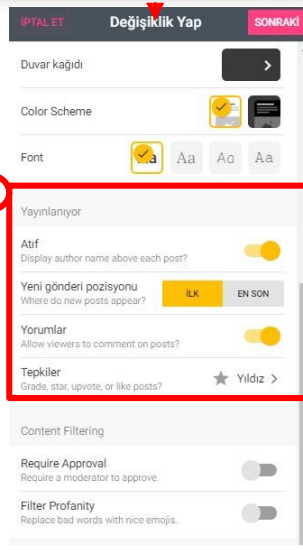 İPTAL ET Değişiklik Yap SONRAKİ
Duvar kağıdı
Color Scheme
Font Aa Aa Aa Aa
Yayınlanıyor
Atıf
Display author name above each post?
Yeni gönderi pozisyonu
Where do new posts appear?
İLK EN SON
Yorumlar
Allow viewers to comment on posts?
Tepkiler
Grade, star, upvote, or like posts?
Yıldız
Content Filtering
Require Approval
Require a moderator to approve.
Filter Profanity
Replace bad words with nice emojis.